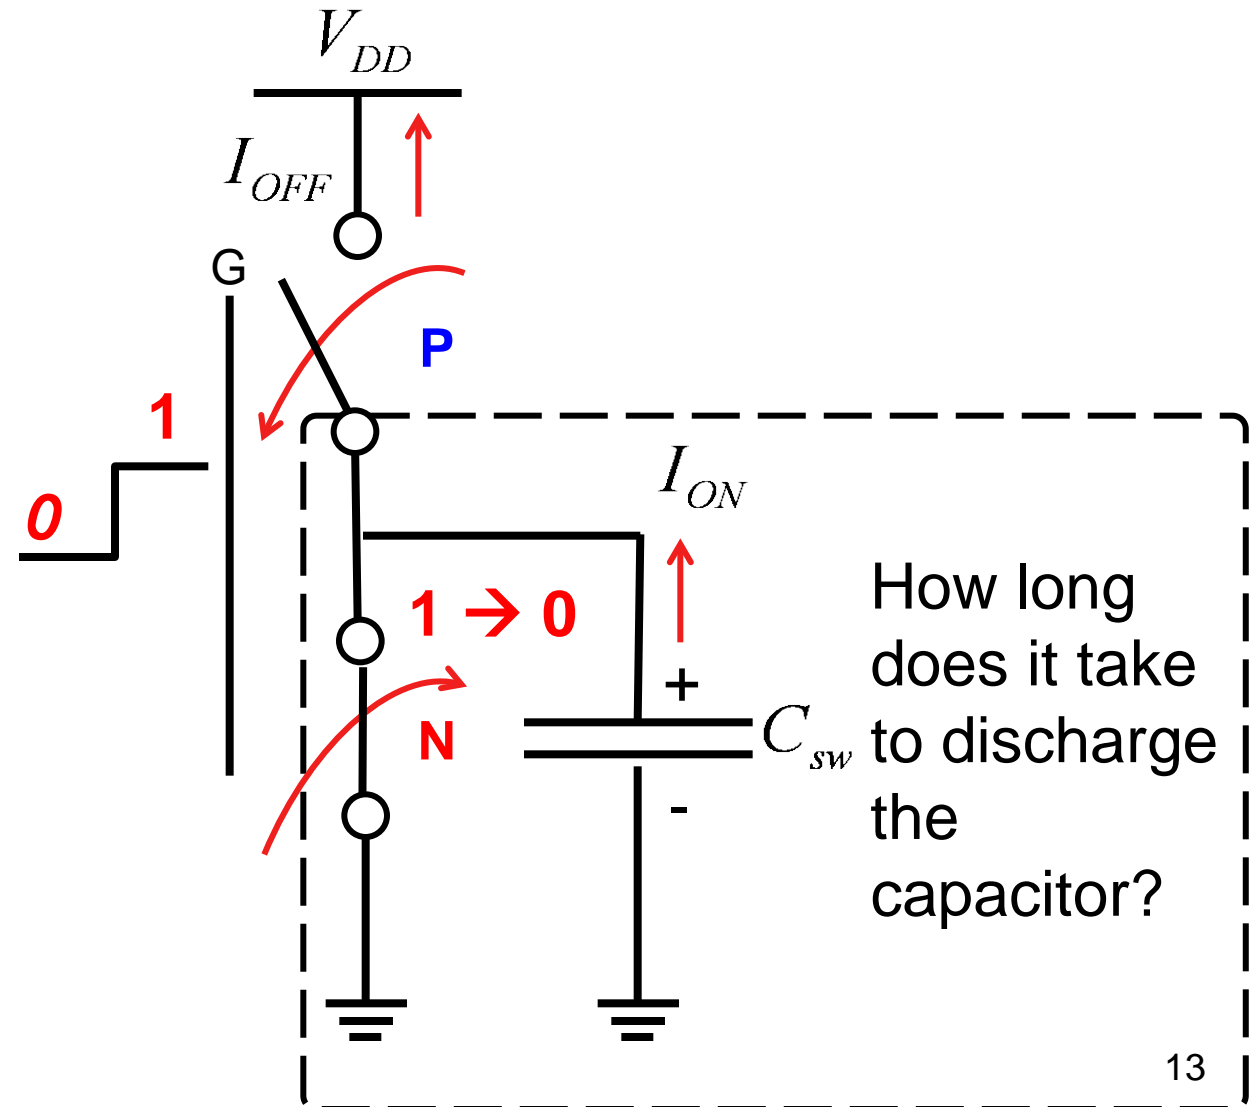 V_DD
I_OFF
G
P
1
0
I_ON
1 → 0
N
+
C_sw
-
How long
does it take
to discharge
the
capacitor?
13